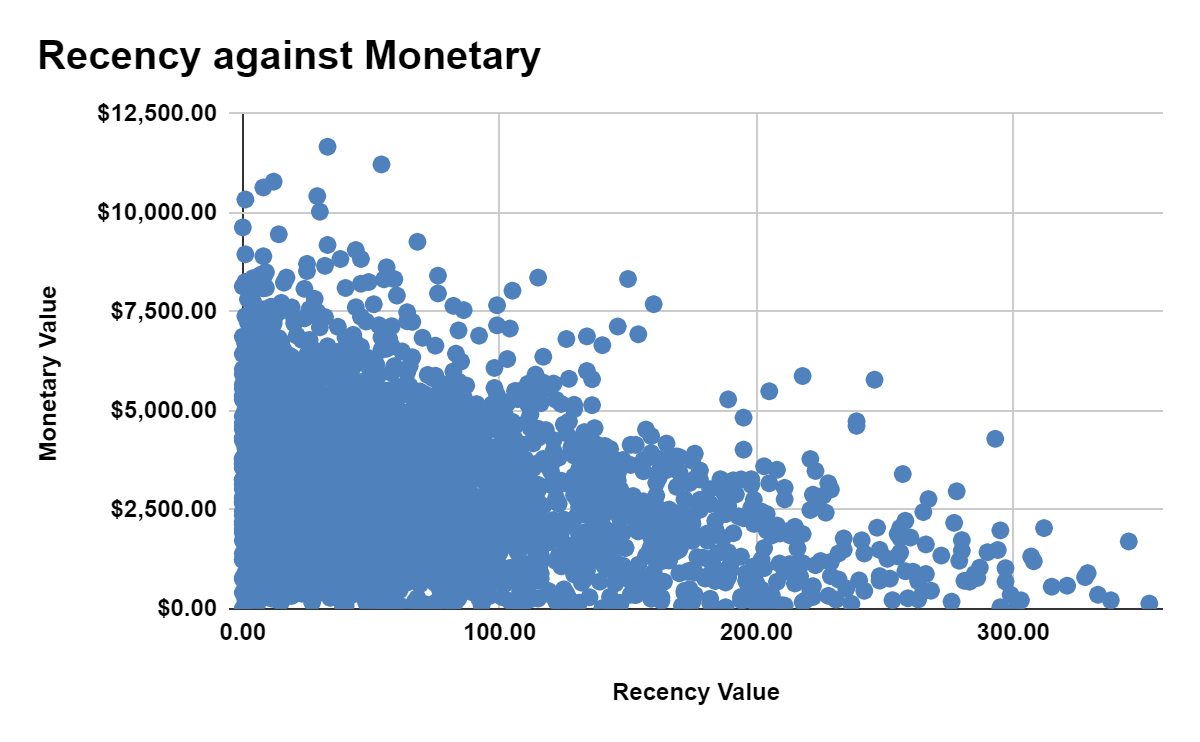 Recency against Monetary
$12,500.00
$10,000.00
$7,500.00
$5,000.00
$2,500.00
$0.00
Monetary Value
0.00 100.00 200.00 300.00
Recency Value